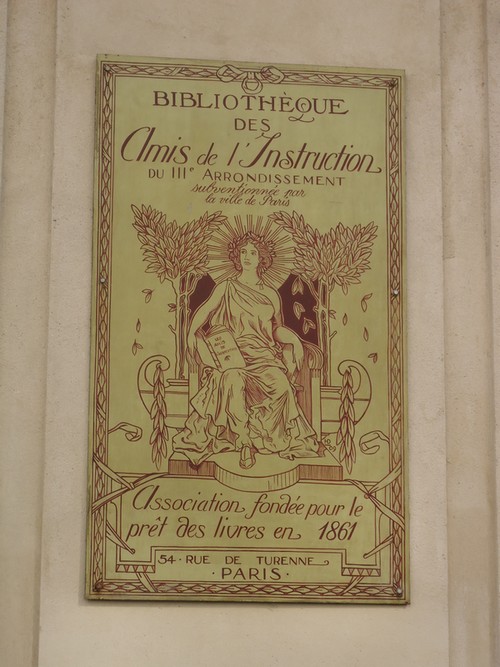 BIBLIOTHÈQUE
DES
Amis de l'Instruction
DU IIIe ARRONDISSEMENT
subventionnée par
la ville de Paris
Association fondée pour le
prêt des livres en 1861
54 · RUE DE TURENNE
· PARIS ·